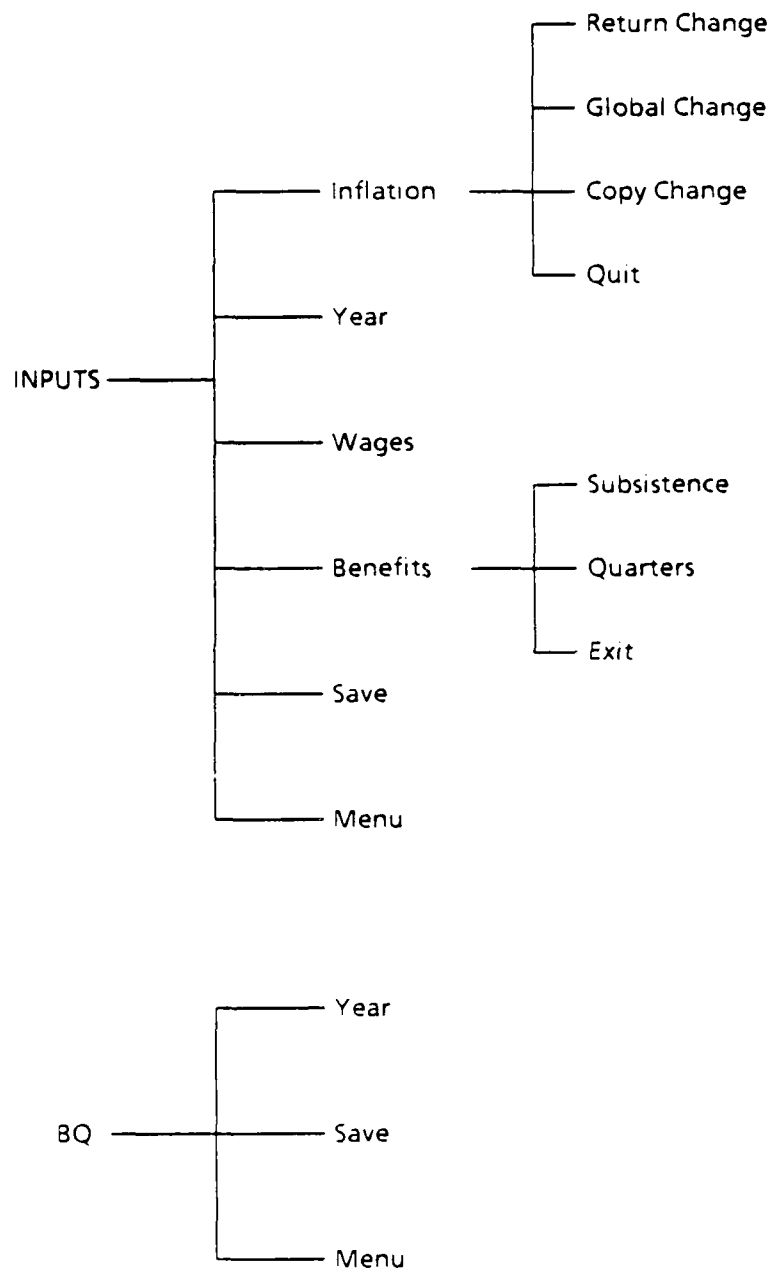 Return Change
Global Change
Inflation
Copy Change
Quit
Year
INPUTS
Wages
Subsistence
Benefits
Quarters
Exit
Save
Menu
Year
BQ
Save
Menu